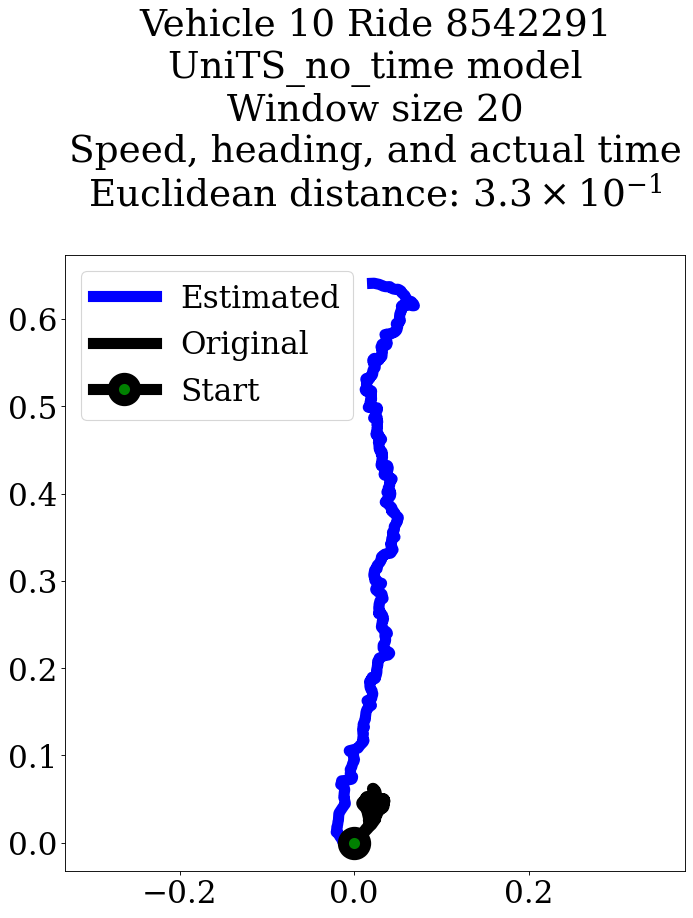 Vehicle 10 Ride 8542291
UniTS_no_time model
Window size 20
Speed, heading, and actual time
Euclidean distance: 3.3 × 10⁻¹
Estimated
Original
Start
0.6
0.5
0.4
0.3
0.2
0.1
0.0
−0.2
0.0
0.2